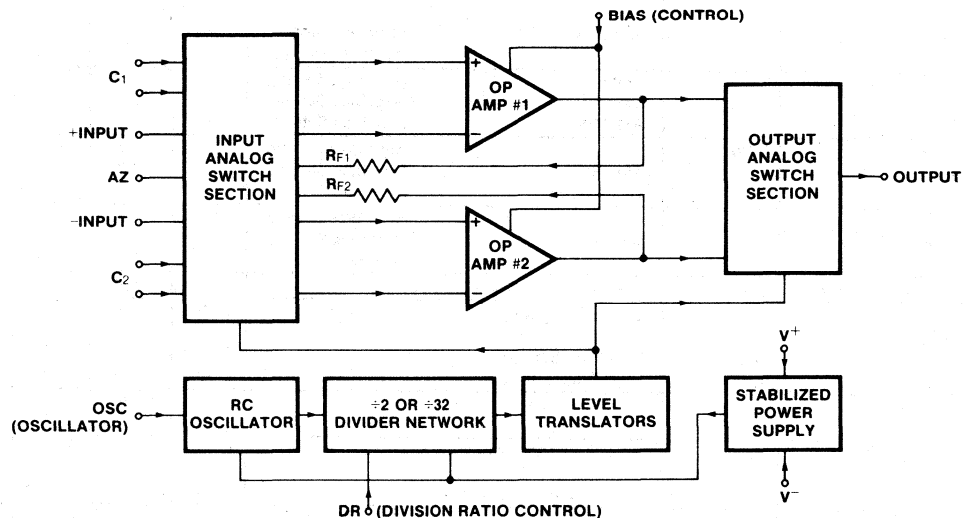 BIAS (CONTROL)
C1
+INPUT
AZ
−INPUT
C2
INPUT
ANALOG
SWITCH
SECTION
+
OP
AMP #1
−
RF1
RF2
+
OP
AMP #2
−
OUTPUT
ANALOG
SWITCH
SECTION
OUTPUT
OSC
(OSCILLATOR)
RC
OSCILLATOR
÷2 OR ÷32
DIVIDER NETWORK
LEVEL
TRANSLATORS
V+
STABILIZED
POWER
SUPPLY
V−
DR (DIVISION RATIO CONTROL)